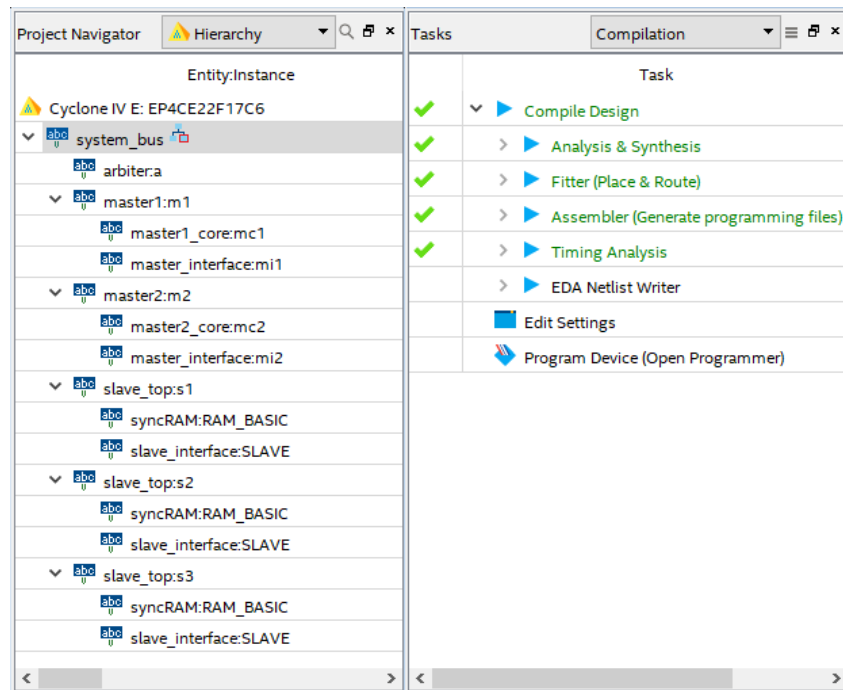 Project Navigator Hierarchy
Entity:Instance
Cyclone IV E: EP4CE22F17C6
system_bus
arbiter:a
master1:m1
master1_core:mc1
master_interface:mi1
master2:m2
master2_core:mc2
master_interface:mi2
slave_top:s1
syncRAM:RAM_BASIC
slave_interface:SLAVE
slave_top:s2
syncRAM:RAM_BASIC
slave_interface:SLAVE
slave_top:s3
syncRAM:RAM_BASIC
slave_interface:SLAVE
Tasks Compilation
Task
Compile Design
Analysis & Synthesis
Fitter (Place & Route)
Assembler (Generate programming files)
Timing Analysis
EDA Netlist Writer
Edit Settings
Program Device (Open Programmer)